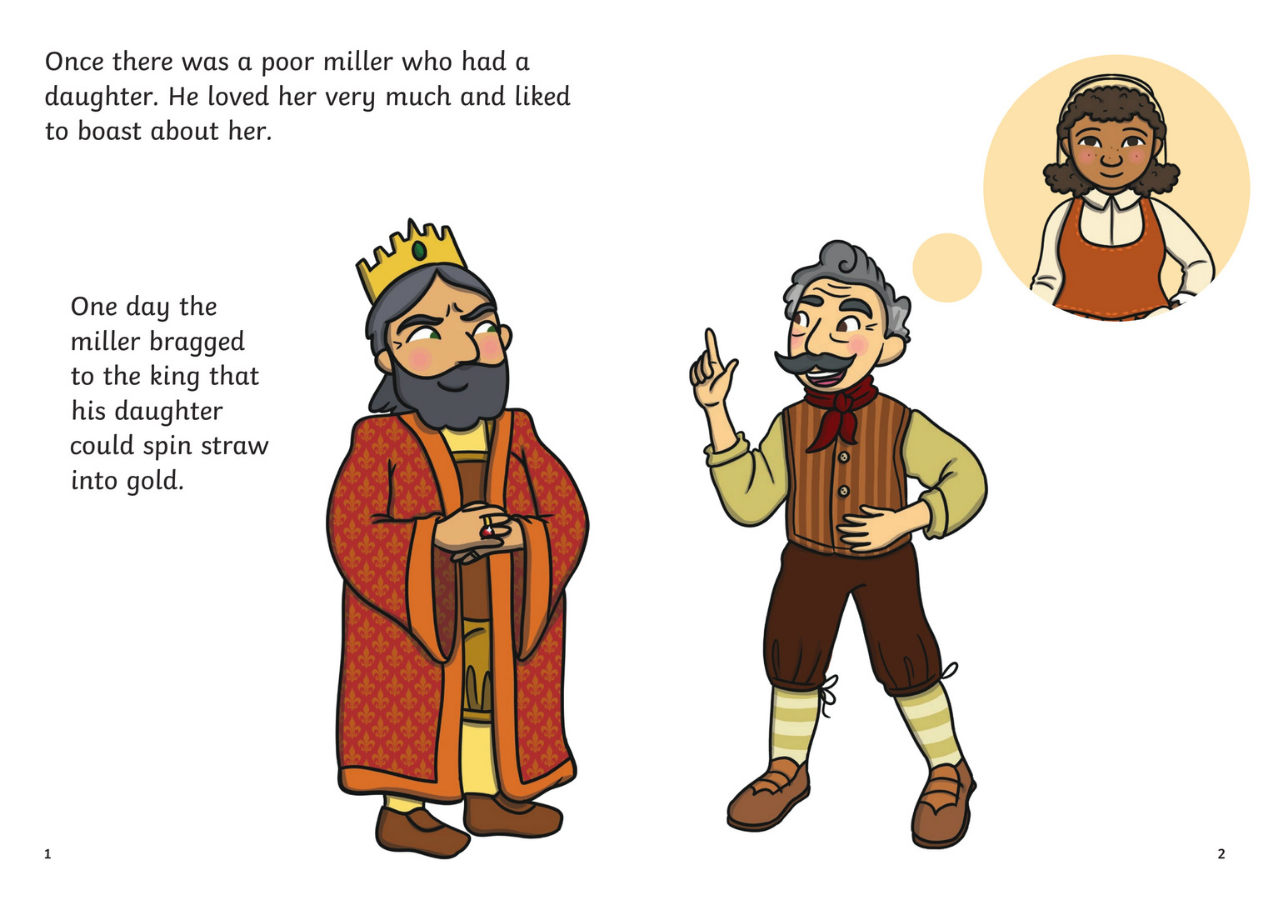 Once there was a poor miller who had a
daughter. He loved her very much and liked
to boast about her.
One day the
miller bragged
to the king that
his daughter
could spin straw
into gold.
1
2